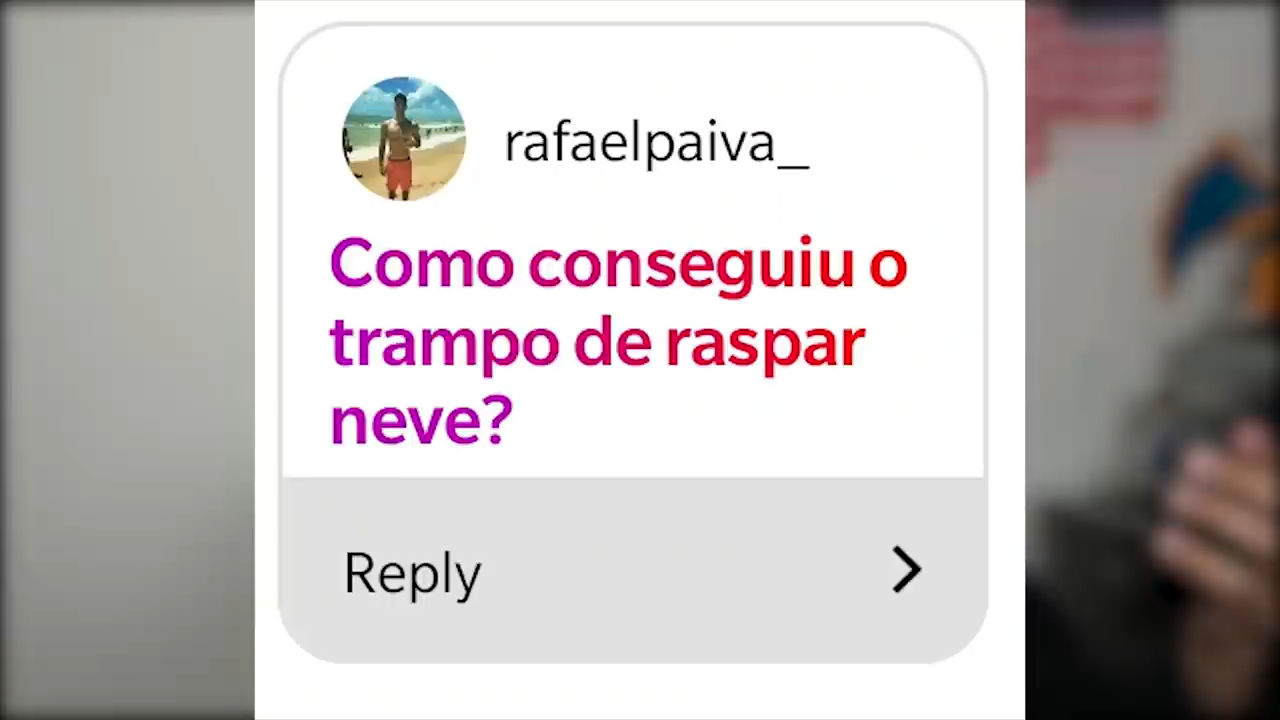 rafaelpaiva_
Como conseguiu o
trampo de raspar
neve?
Reply